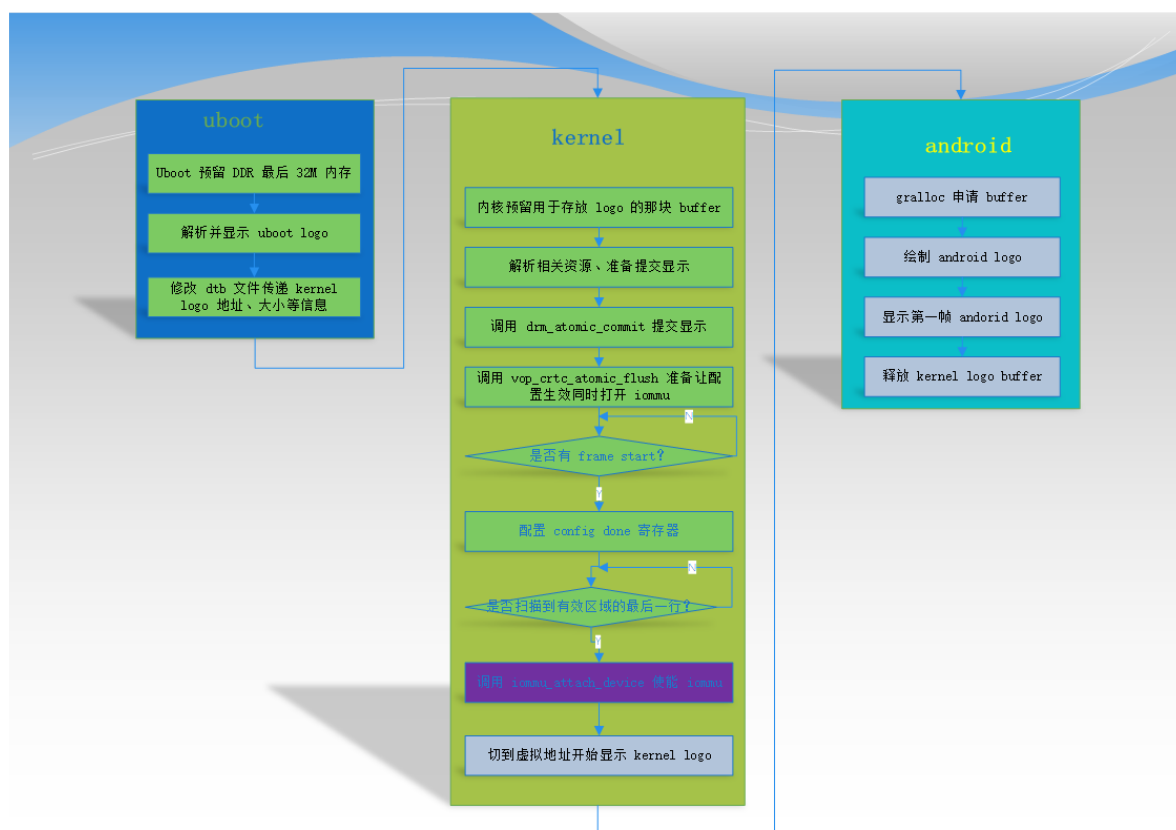 uboot
Uboot 预留 DDR 最后 32M 内存
解析并显示 uboot logo
修改 dtb 文件传递 kernel
logo 地址、大小等信息
kernel
内核预留用于存放 logo 的那块 buffer
解析相关资源、准备提交显示
调用 drm_atomic_commit 提交显示
调用 vop_crtc_atomic_flush 准备让配
置生效同时打开 iommu
N
是否有 frame start?
Y
配置 config done 寄存器
N
是否扫描到有效区域的最后一行?
Y
调用 iommu_attach_device 使能 iommu
切到虚拟地址开始显示 kernel logo
android
gralloc 申请 buffer
绘制 android logo
显示第一帧 andorid logo
释放 kernel logo buffer